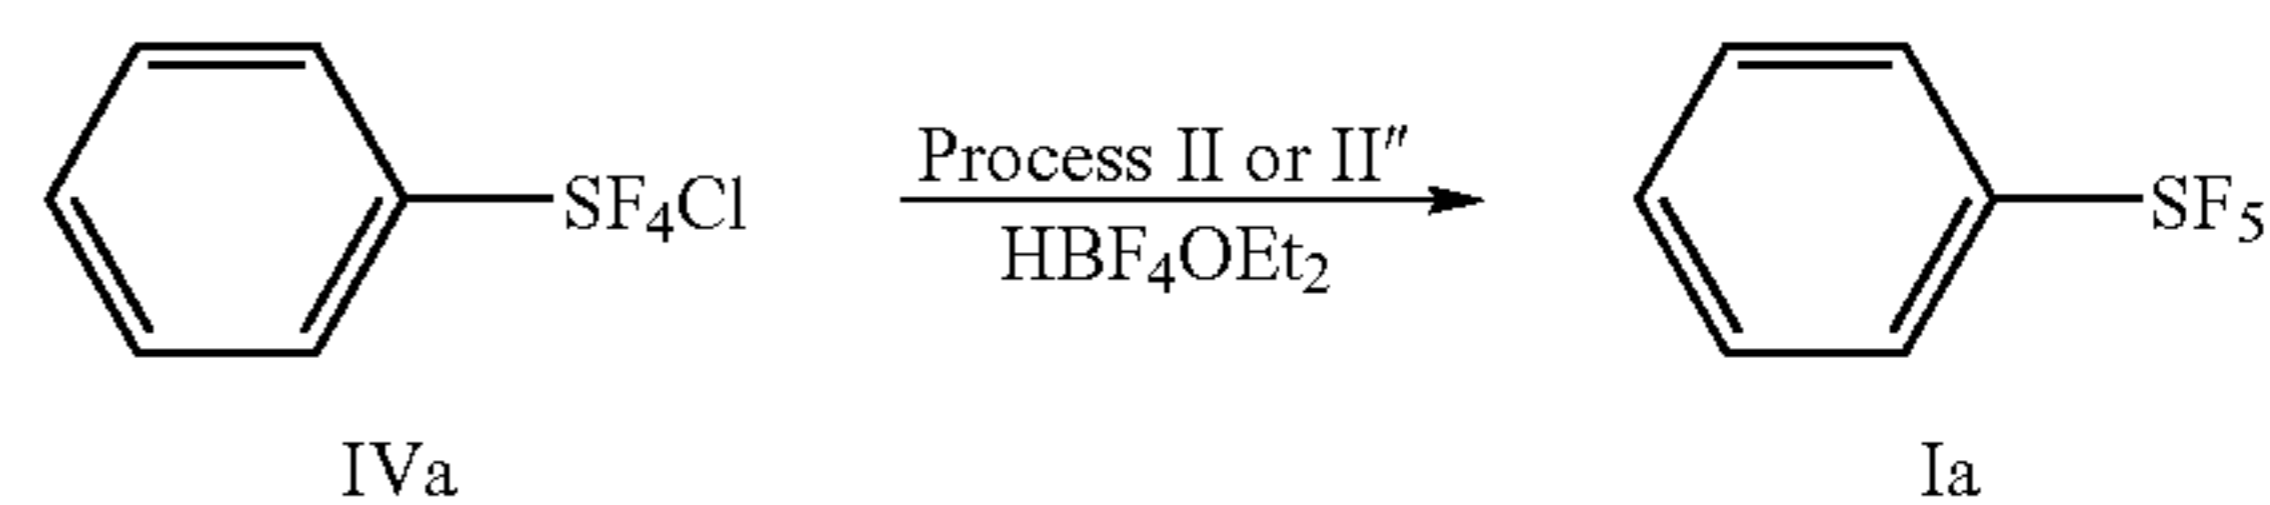 SF₄Cl
Process II or II″
HBF₄OEt₂
SF₅
IVa
Ia